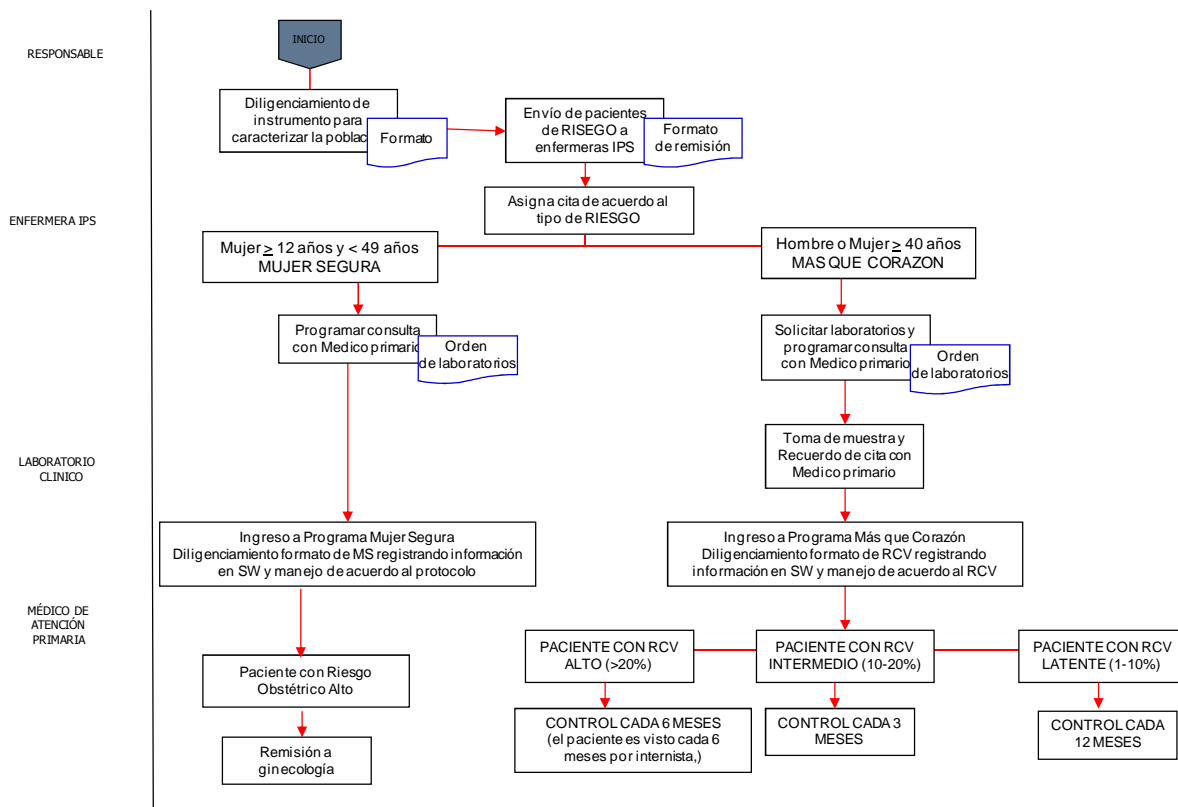 INICIO
RESPONSABLE
Diligenciamiento de
instrumento para
caracterizar la poblac
Formato
Envío de pacientes
de RISEGO a
enfermeras IPS
Formato
de remisión
ENFERMERA IPS
Asigna cita de acuerdo al
tipo de RIESGO
Mujer ≥ 12 años y < 49 años
MUJER SEGURA
Hombre o Mujer ≥ 40 años
MAS QUE CORAZON
Programar consulta
con Medico primario
Orden
de laboratorios
Solicitar laboratorios y
programar consulta
con Medico primario
Orden
de laboratorios
LABORATORIO
CLINICO
Toma de muestra y
Recuerdo de cita con
Medico primario
Ingreso a Programa Mujer Segura
Diligenciamiento formato de MS registrando información
en SW y manejo de acuerdo al protocolo
Ingreso a Programa Más que Corazón
Diligenciamiento formato de RCV registrando
información en SW y manejo de acuerdo al RCV
MÉDICO DE
ATENCIÓN
PRIMARIA
Paciente con Riesgo
Obstétrico Alto
PACIENTE CON RCV
ALTO (>20%)
PACIENTE CON RCV
INTERMEDIO (10-20%)
PACIENTE CON RCV
LATENTE (1-10%)
Remisión a
ginecología
CONTROL CADA 6 MESES
(el paciente es visto cada 6
meses por internista,)
CONTROL CADA 3
MESES
CONTROL CADA
12 MESES